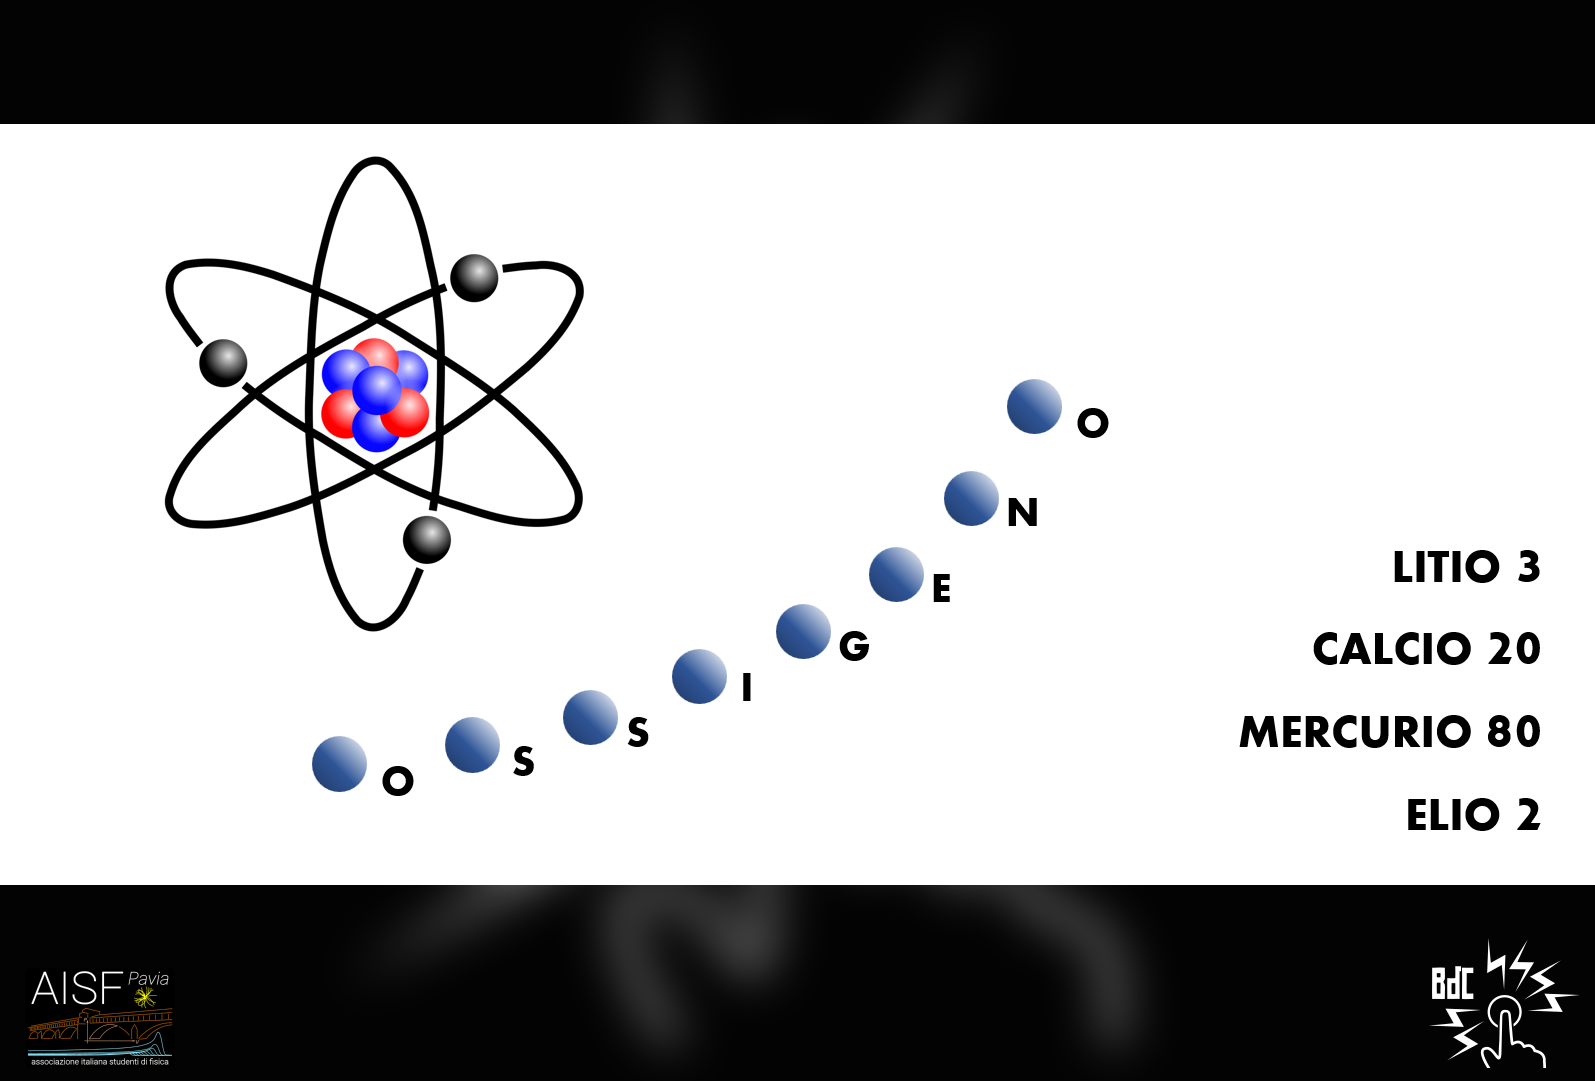 O S S I G E N O
LITIO 3
CALCIO 20
MERCURIO 80
ELIO 2
AISF Pavia
associazione italiana studenti di fisica
BdC